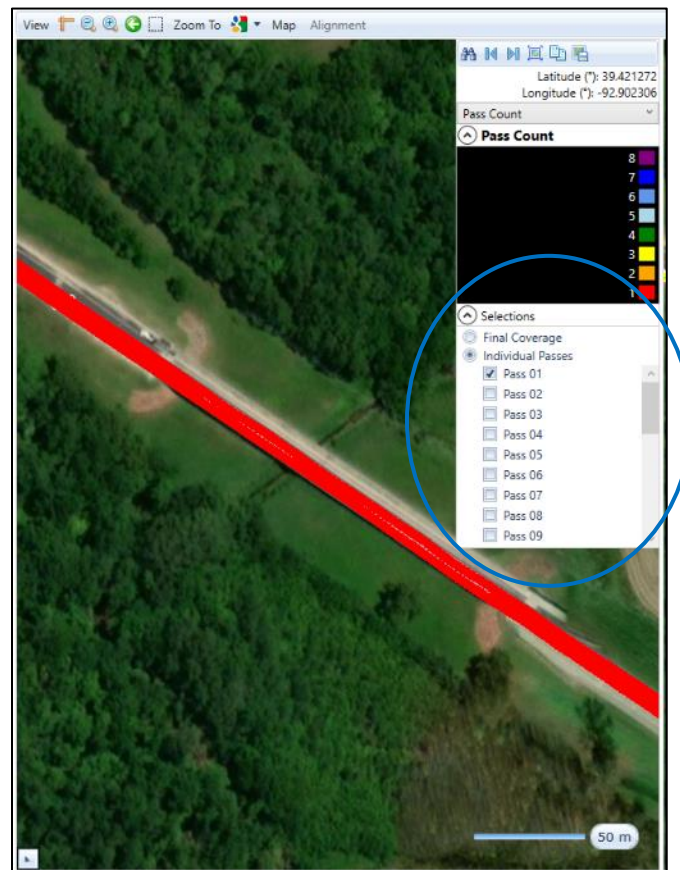 View Zoom To Map Alignment
Latitude (°): 39.421272
Longitude (°): -92.902306
Pass Count
Pass Count
8
7
6
5
4
3
2
1
Selections
Final Coverage
Individual Passes
Pass 01
Pass 02
Pass 03
Pass 04
Pass 05
Pass 06
Pass 07
Pass 08
Pass 09
50 m